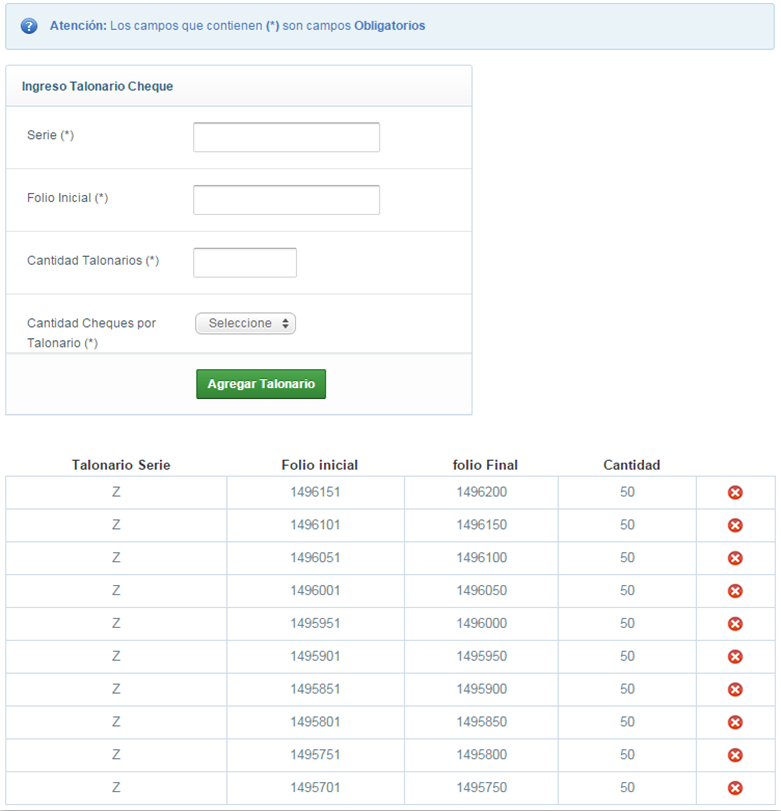 Atención: Los campos que contienen (*) son campos Obligatorios
Ingreso Talonario Cheque
Serie (*)
Folio Inicial (*)
Cantidad Talonarios (*)
Cantidad Cheques por
Talonario (*)
Seleccione
Agregar Talonario
Talonario Serie Folio inicial folio Final Cantidad
Z 1496151 1496200 50
Z 1496101 1496150 50
Z 1496051 1496100 50
Z 1496001 1496050 50
Z 1495951 1496000 50
Z 1495901 1495950 50
Z 1495851 1495900 50
Z 1495801 1495850 50
Z 1495751 1495800 50
Z 1495701 1495750 50